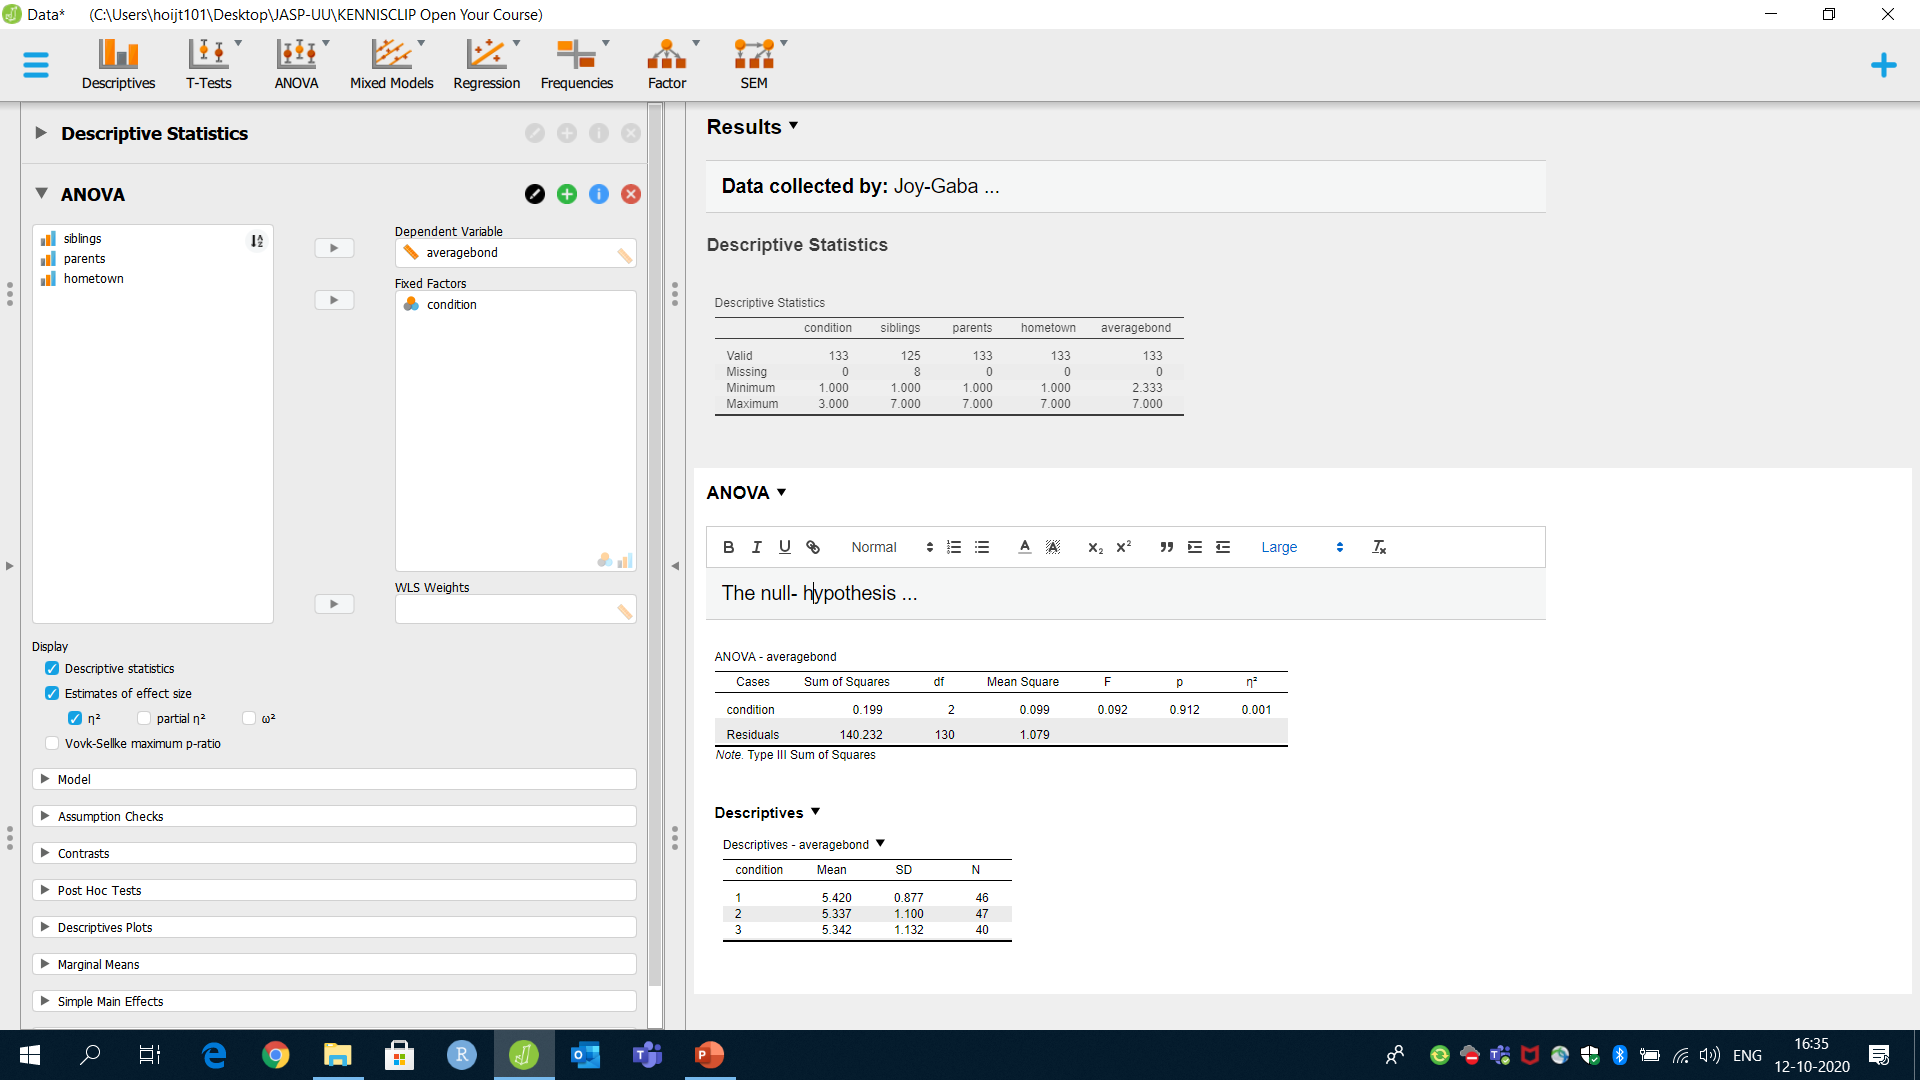 Data* (C:\Users\hoijt101\Desktop\JASP-UU\KENNISCLIP Open Your Course)
Descriptives T-Tests ANOVA Mixed Models Regression Frequencies Factor SEM
Descriptive Statistics
ANOVA
siblings
parents
hometown
Dependent Variable
averagebond
Fixed Factors
condition
WLS Weights
Display
Descriptive statistics
Estimates of effect size
η² partial η² ω²
Vovk-Sellke maximum p-ratio
Model
Assumption Checks
Contrasts
Post Hoc Tests
Descriptives Plots
Marginal Means
Simple Main Effects
Results
Data collected by: Joy-Gaba ...
Descriptive Statistics
Descriptive Statistics
condition siblings parents hometown averagebond
Valid 133 125 133 133 133
Missing 0 8 0 0 0
Minimum 1.000 1.000 1.000 1.000 2.333
Maximum 3.000 7.000 7.000 7.000 7.000
ANOVA
B I U Normal A A X₂ X² Large Tx
The null- hypothesis ...
ANOVA - averagebond
Cases Sum of Squares df Mean Square F p η²
condition 0.199 2 0.099 0.092 0.912 0.001
Residuals 140.232 130 1.079
Note. Type III Sum of Squares
Descriptives
Descriptives - averagebond
condition Mean SD N
1 5.420 0.877 46
2 5.337 1.100 47
3 5.342 1.132 40
ENG
16:35
12-10-2020